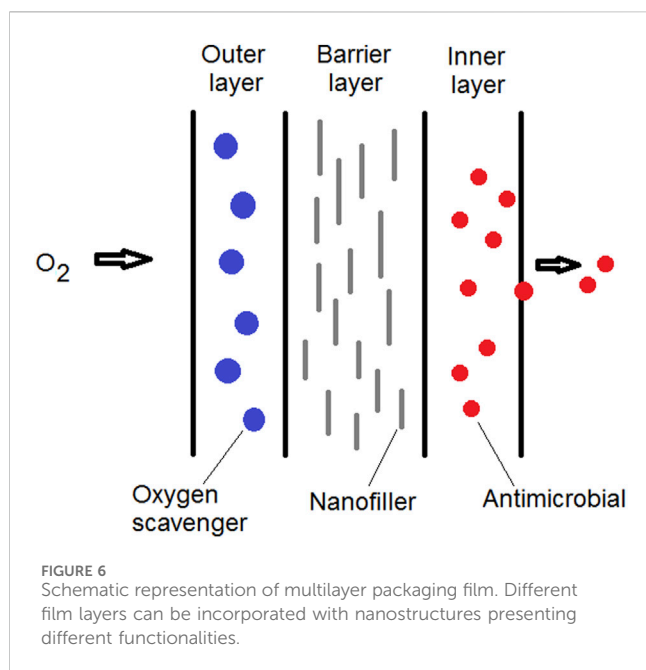 Outer layer
Barrier layer
Inner layer
O2
Oxygen scavenger
Nanofiller
Antimicrobial
FIGURE 6
Schematic representation of multilayer packaging film. Different
film layers can be incorporated with nanostructures presenting
different functionalities.